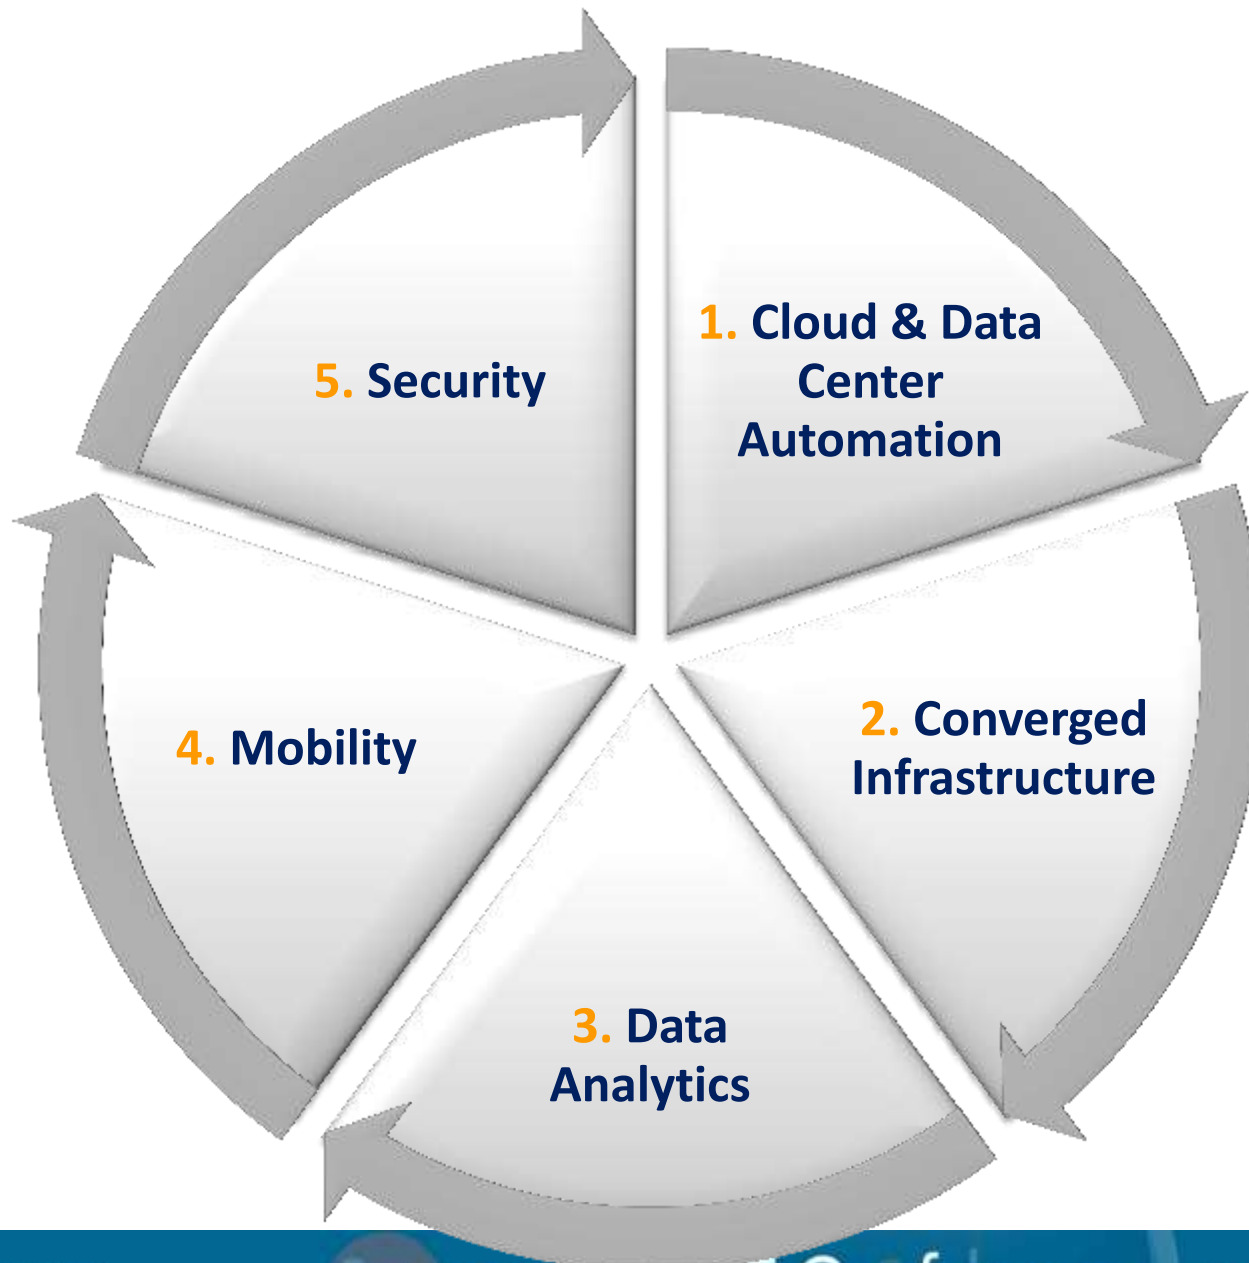 1. Cloud & Data
Center
Automation
2. Converged
Infrastructure
3. Data
Analytics
4. Mobility
5. Security